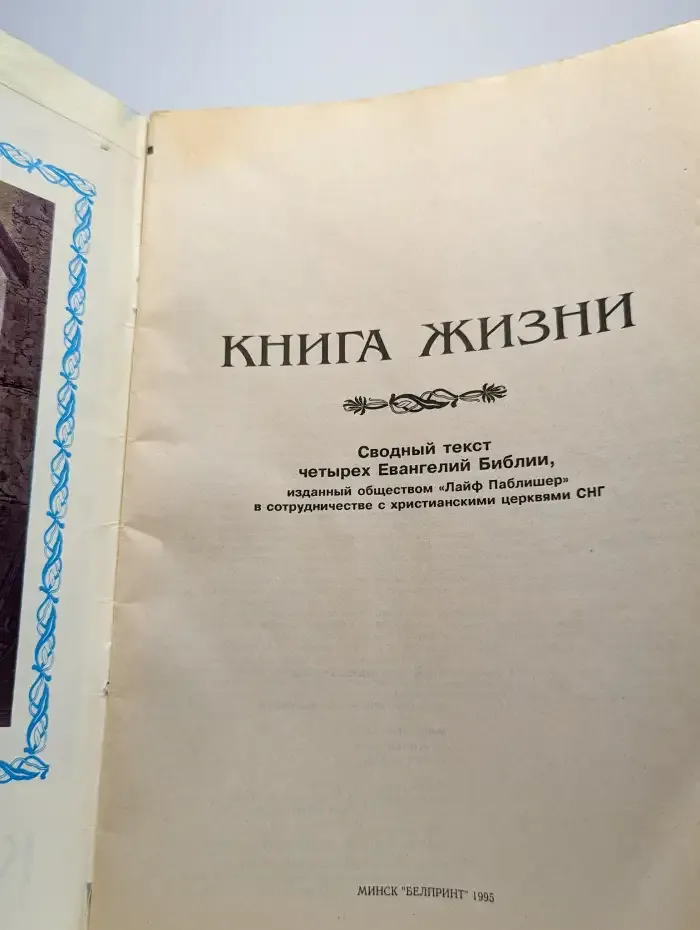 КНИГА ЖИЗНИ
Сводный текст
четырех Евангелий Библии,
изданный обществом «Лайф Паблишер»
в сотрудничестве с христианскими церквями СНГ
МИНСК "БЕЛПРИНТ" 1995